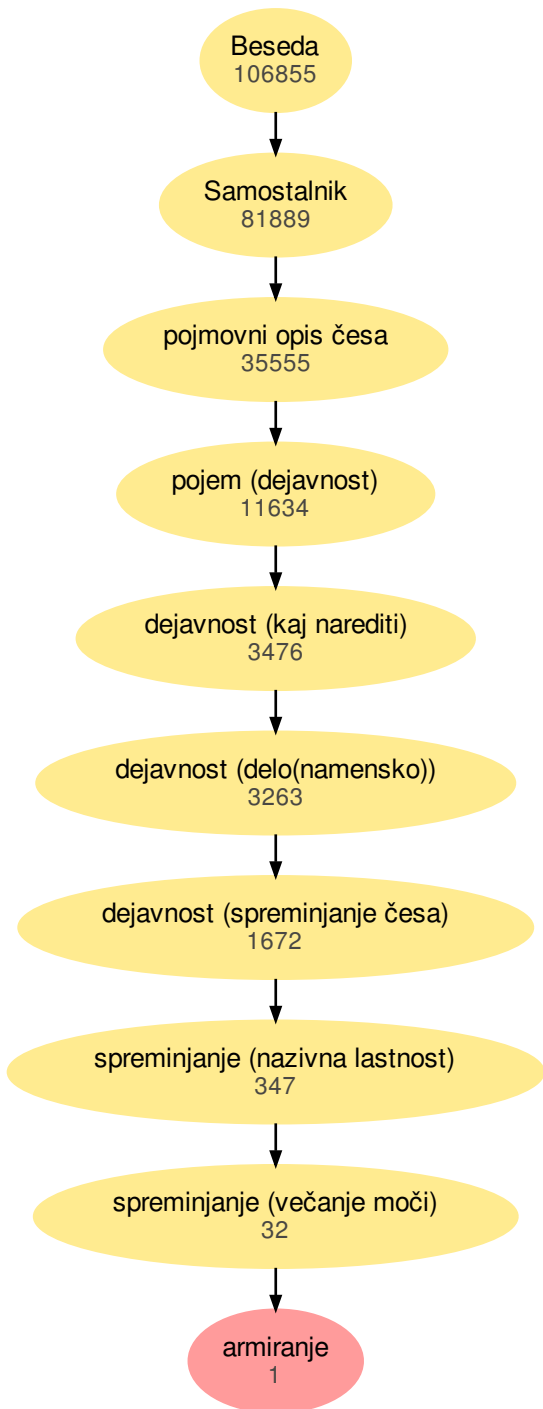 Beseda
106855
Samostalnik
81889
pojmovni opis česa
35555
pojem (dejavnost)
11634
dejavnost (kaj narediti)
3476
dejavnost (delo(namensko))
3263
dejavnost (spreminjanje česa)
1672
spreminjanje (nazivna lastnost)
347
spreminjanje (večanje moči)
32
armiranje
1